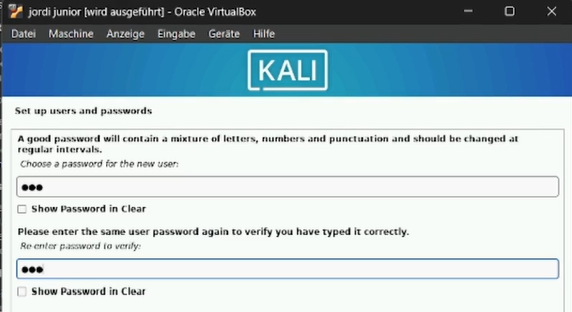 jordi junior [wird ausgeführt] - Oracle VirtualBox
Datei Maschine Anzeige Eingabe Geräte Hilfe
KALI
Set up users and passwords
A good password will contain a mixture of letters, numbers and punctuation and should be changed at
regular intervals.
Choose a password for the new user:
●●●
Show Password in Clear
Please enter the same user password again to verify you have typed it correctly.
Re-enter password to verify:
●●●
Show Password in Clear